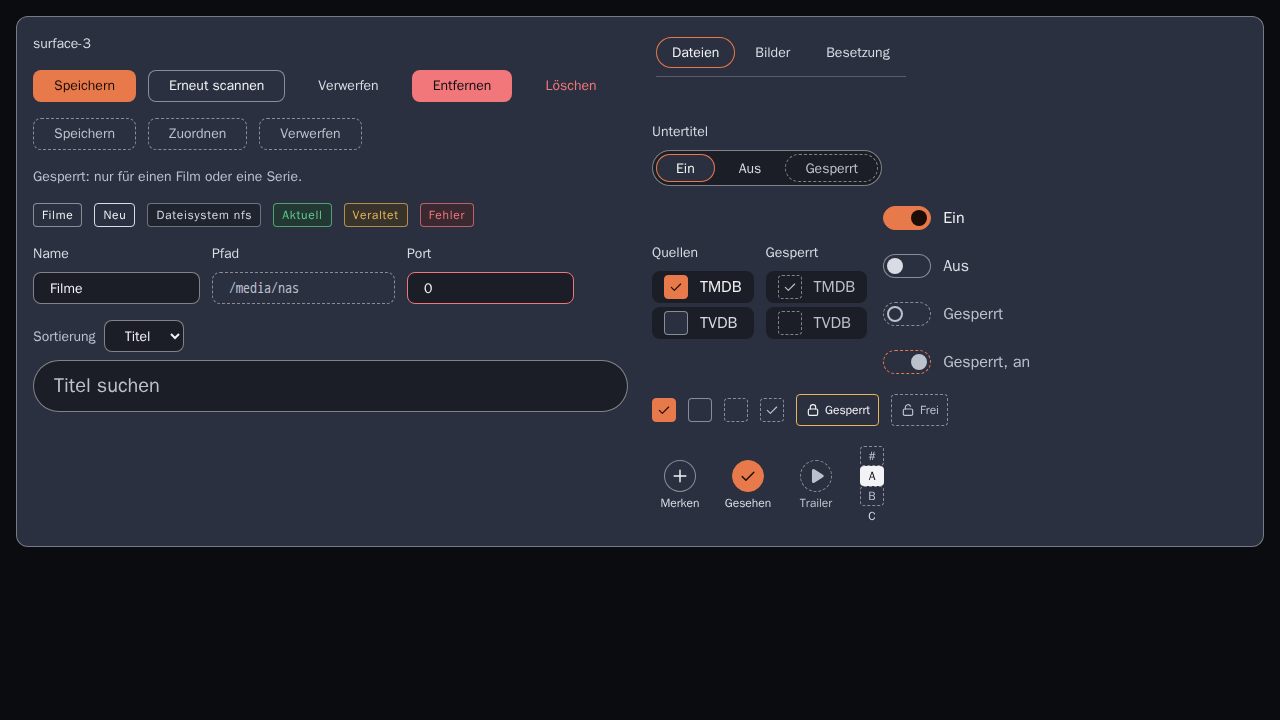 surface-3
Speichern Erneut scannen Verwerfen Entfernen Löschen
Speichern Zuordnen Verwerfen
Gesperrt: nur für einen Film oder eine Serie.
Filme Neu Dateisystem nfs Aktuell Veraltet Fehler
Name Pfad Port
Filme /media/nas 0
Sortierung Titel
Titel suchen
Dateien Bilder Besetzung
Untertitel
Ein Aus Gesperrt
Quellen Gesperrt
TMDB TMDB
TVDB TVDB
Ein
Aus
Gesperrt
Gesperrt, an
Gesperrt Frei
Merken Gesehen Trailer
#
A
B
C